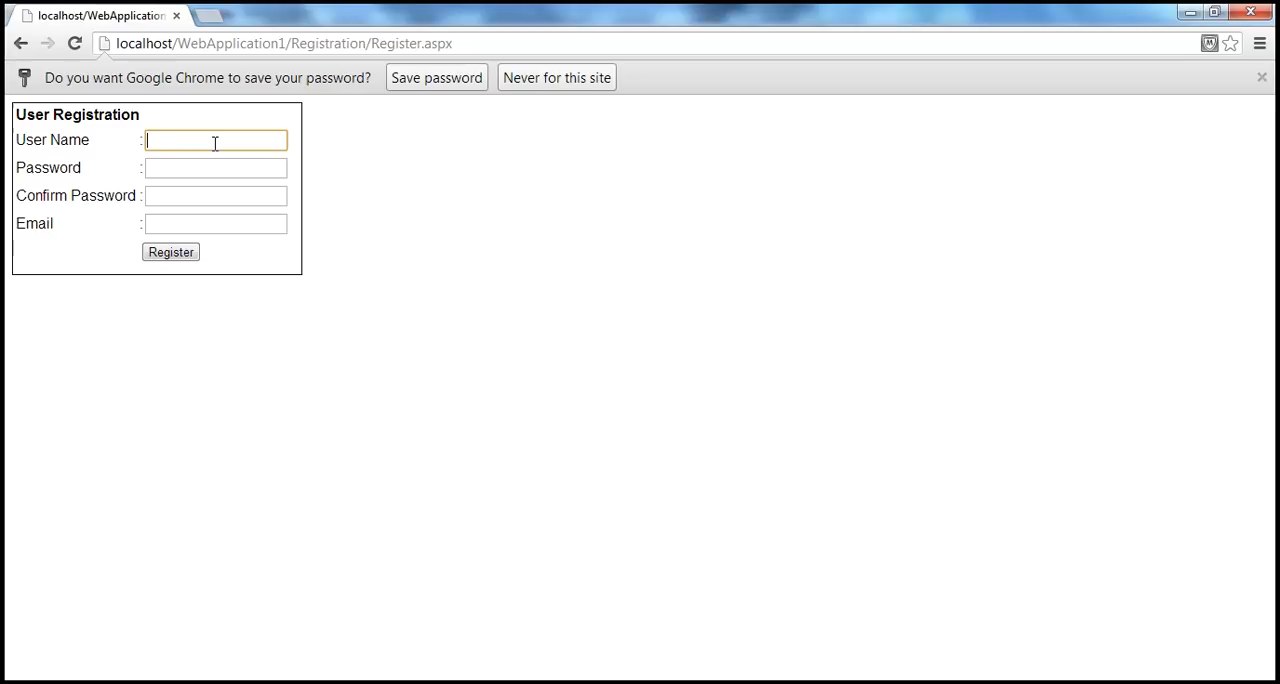 localhost/WebApplication
localhost/WebApplication1/Registration/Register.aspx
Do you want Google Chrome to save your password? Save password Never for this site
User Registration
User Name :
Password :
Confirm Password :
Email :
Register